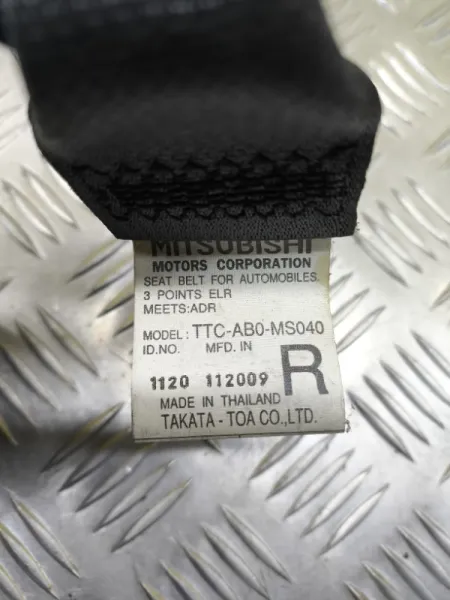 MITSUBISHI
MOTORS CORPORATION
SEAT BELT FOR AUTOMOBILES.
3 POINTS ELR
MEETS:ADR
MODEL: TTC-AB0-MS040
ID.NO. MFD. IN
1120 112009 R
MADE IN THAILAND
TAKATA - TOA CO.,LTD.